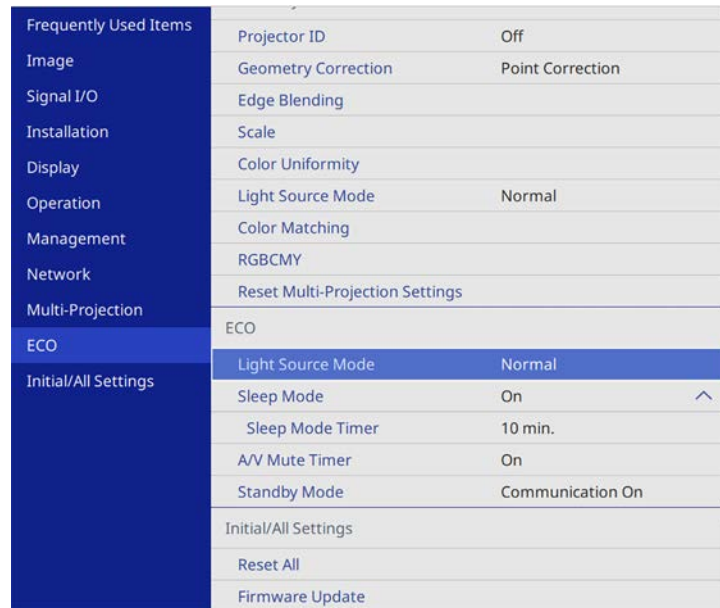 Frequently Used Items
Image
Signal I/O
Installation
Display
Operation
Management
Network
Multi-Projection
ECO
Initial/All Settings
Projector ID Off
Geometry Correction Point Correction
Edge Blending
Scale
Color Uniformity
Light Source Mode Normal
Color Matching
RGBCMY
Reset Multi-Projection Settings
ECO
Light Source Mode Normal
Sleep Mode On
Sleep Mode Timer 10 min.
A/V Mute Timer On
Standby Mode Communication On
Initial/All Settings
Reset All
Firmware Update